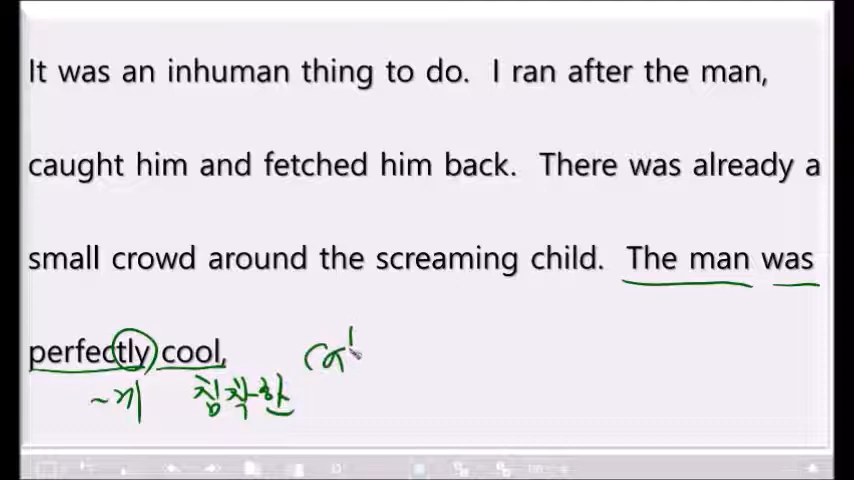 It was an inhuman thing to do. I ran after the man,
caught him and fetched him back. There was already a
small crowd around the screaming child. The man was
perfectly cool,
~게 침착한